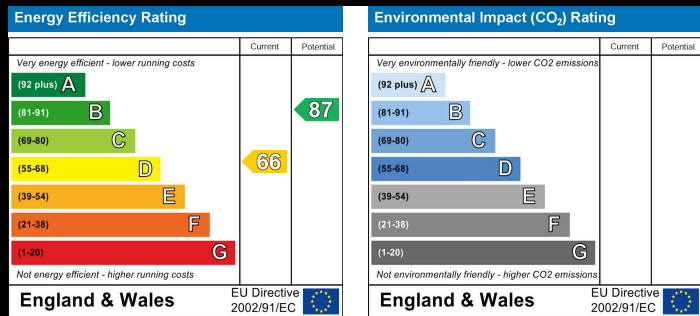 Energy Efficiency Rating
Current Potential
Very energy efficient - lower running costs
(92 plus) A
(81-91) B
87
(69-80) C
(55-68) D
66
(39-54) E
(21-38) F
(1-20) G
Not energy efficient - higher running costs
England & Wales
EU Directive
2002/91/EC
Environmental Impact (CO₂) Rating
Current Potential
Very environmentally friendly - lower CO2 emissions
(92 plus) A
(81-91) B
(69-80) C
(55-68) D
(39-54) E
(21-38) F
(1-20) G
Not environmentally friendly - higher CO2 emissions
England & Wales
EU Directive
2002/91/EC